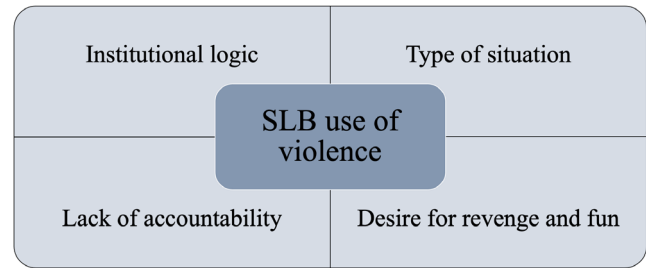 Institutional logic
Type of situation
SLB use of
violence
Lack of accountability
Desire for revenge and fun